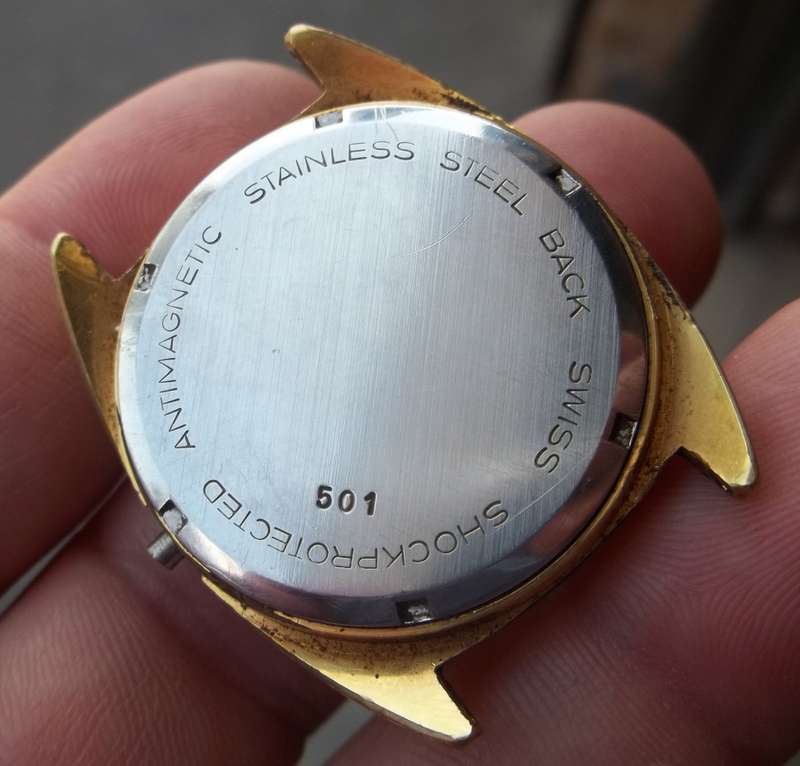 ANTIMAGNETIC STAINLESS STEEL BACK SWISS SHOCKPROTECTED
501